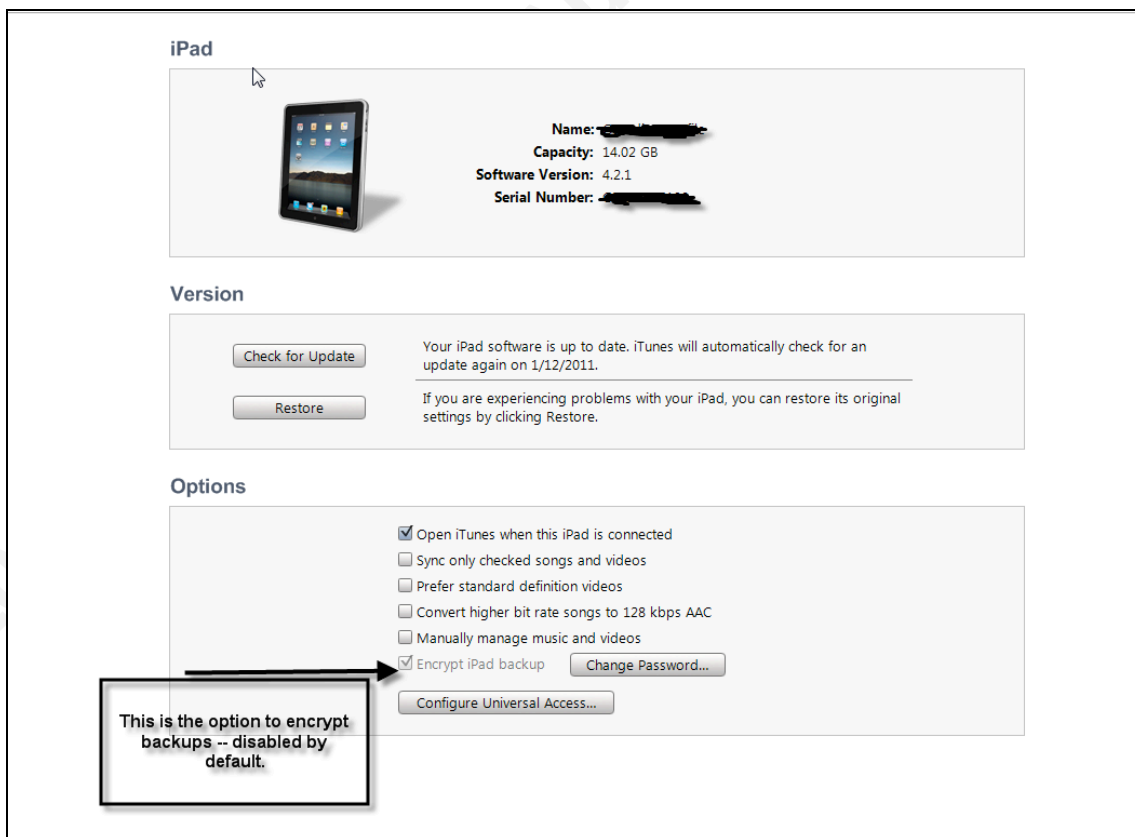 iPad
Name:
Capacity: 14.02 GB
Software Version: 4.2.1
Serial Number:
Version
Check for Update
Your iPad software is up to date. iTunes will automatically check for an
update again on 1/12/2011.
Restore
If you are experiencing problems with your iPad, you can restore its original
settings by clicking Restore.
Options
Open iTunes when this iPad is connected
Sync only checked songs and videos
Prefer standard definition videos
Convert higher bit rate songs to 128 kbps AAC
Manually manage music and videos
Encrypt iPad backup Change Password...
Configure Universal Access...
This is the option to encrypt
backups -- disabled by
default.